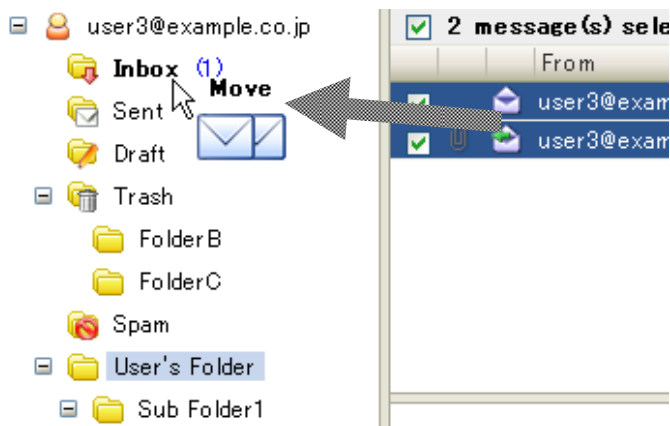 user3@example.co.jp
Inbox (1)
Move
Sent
Draft
Trash
FolderB
FolderC
Spam
User's Folder
Sub Folder1
2 message(s) sele
From
user3@exam
user3@exam